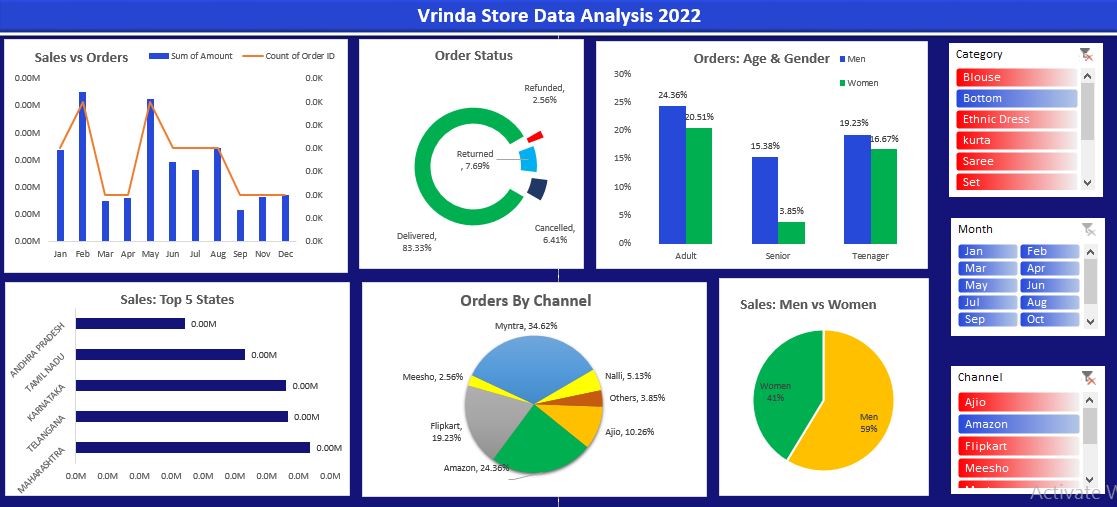 Vrinda Store Data Analysis 2022
Sales vs Orders
Sum of Amount
Count of Order ID
0.00M
0.00M
0.00M
0.00M
0.00M
0.00M
0.00M
0.0K
0.0K
0.0K
0.0K
0.0K
0.0K
0.0K
0.0K
Jan Feb Mar Apr May Jun Jul Aug Sep Nov Dec
Order Status
Refunded,
2.56%
Returned
, 7.69%
Cancelled,
6.41%
Delivered,
83.33%
Orders: Age & Gender
Men
Women
30%
25%
20%
15%
10%
5%
0%
24.36%
20.51%
15.38%
3.85%
19.23%
16.67%
Adult Senior Teenager
Category
Blouse
Bottom
Ethnic Dress
kurta
Saree
Set
Month
Jan Feb
Mar Apr
May Jun
Jul Aug
Sep Oct
Sales: Top 5 States
ANDHRA PRADESH
0.00M
TAMIL NADU
0.00M
KARNATAKA
0.00M
TELANGANA
0.00M
MAHARASHTRA
0.00M
0.0M 0.0M 0.0M 0.0M 0.0M 0.0M 0.0M 0.0M 0.0M
Orders By Channel
Myntra, 34.62%
Nalli, 5.13%
Others, 3.85%
Ajio, 10.26%
Amazon, 24.36%
Flipkart,
19.23%
Meesho, 2.56%
Sales: Men vs Women
Women
41%
Men
59%
Channel
Ajio
Amazon
Flipkart
Meesho
Activate W